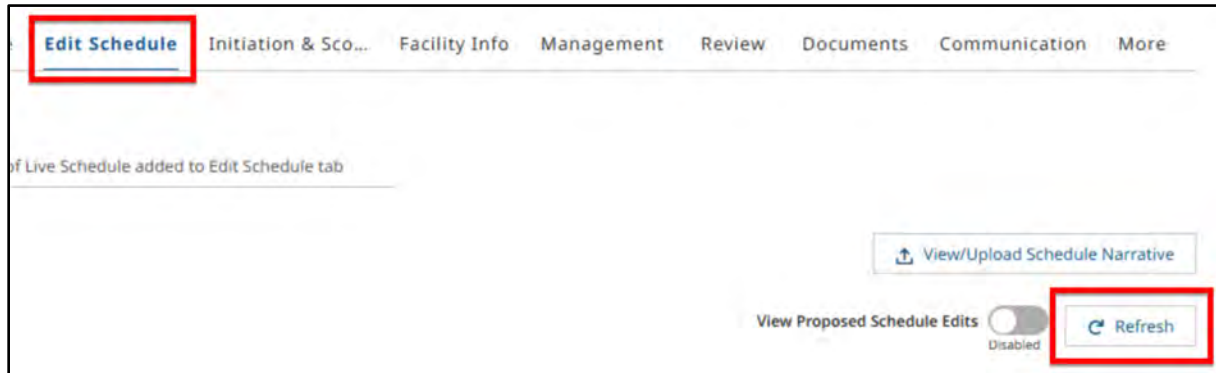 Edit Schedule Initiation & Sco... Facility Info Management Review Documents Communication More
of Live Schedule added to Edit Schedule tab
View/Upload Schedule Narrative
View Proposed Schedule Edits Refresh
Disabled